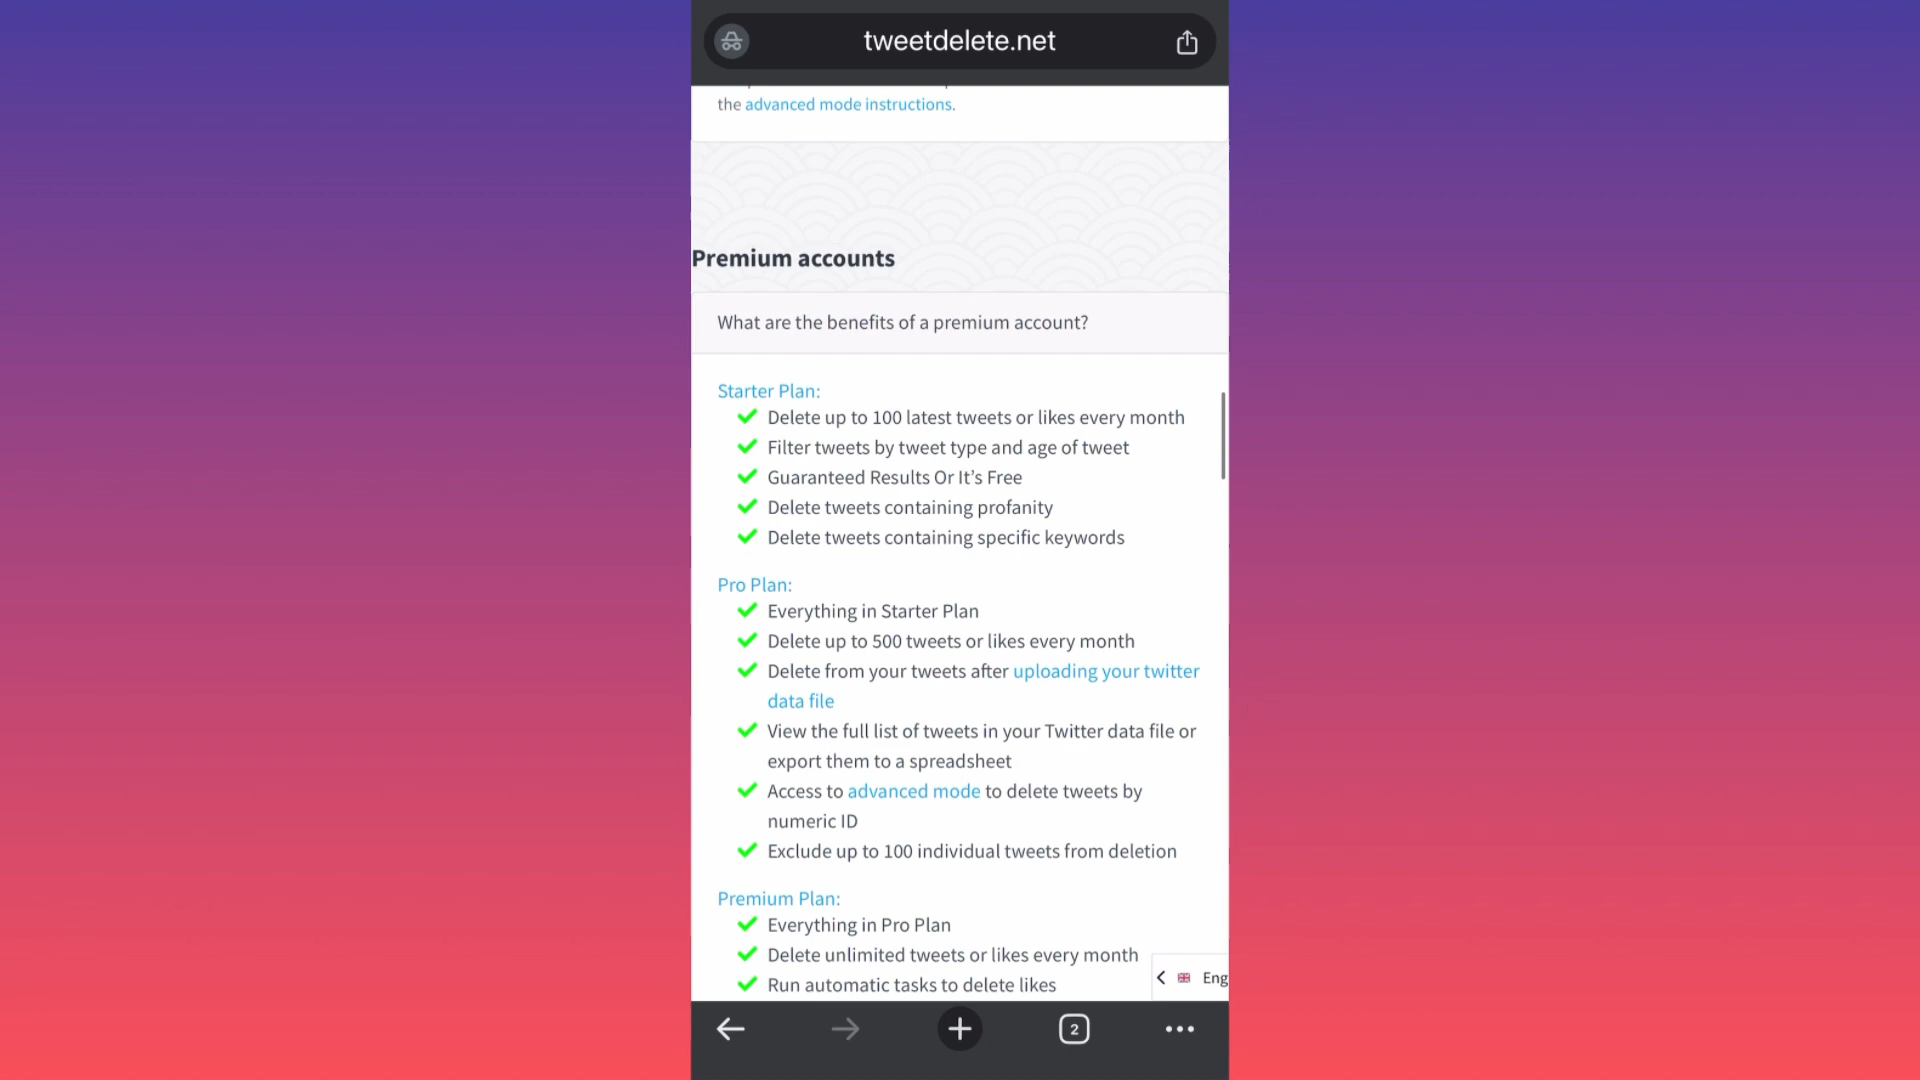 tweetdelete.net
the advanced mode instructions.
Premium accounts
What are the benefits of a premium account?
Starter Plan:
Delete up to 100 latest tweets or likes every month
Filter tweets by tweet type and age of tweet
Guaranteed Results Or It’s Free
Delete tweets containing profanity
Delete tweets containing specific keywords
Pro Plan:
Everything in Starter Plan
Delete up to 500 tweets or likes every month
Delete from your tweets after uploading your twitter
data file
View the full list of tweets in your Twitter data file or
export them to a spreadsheet
Access to advanced mode to delete tweets by
numeric ID
Exclude up to 100 individual tweets from deletion
Premium Plan:
Everything in Pro Plan
Delete unlimited tweets or likes every month
Eng
Run automatic tasks to delete likes
2